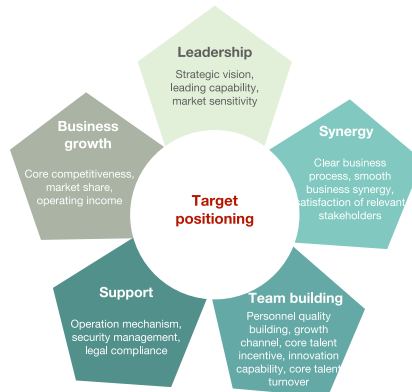 Leadership
Strategic vision,
leading capability,
market sensitivity
Synergy
Clear business
process, smooth
business synergy,
satisfaction of relevant
stakeholders
Team building
Personnel quality
building, growth
channel, core talent
incentive, innovation
capability, core talent
turnover
Support
Operation mechanism,
security management,
legal compliance
Business
growth
Core competitiveness,
market share,
operating income
Target
positioning